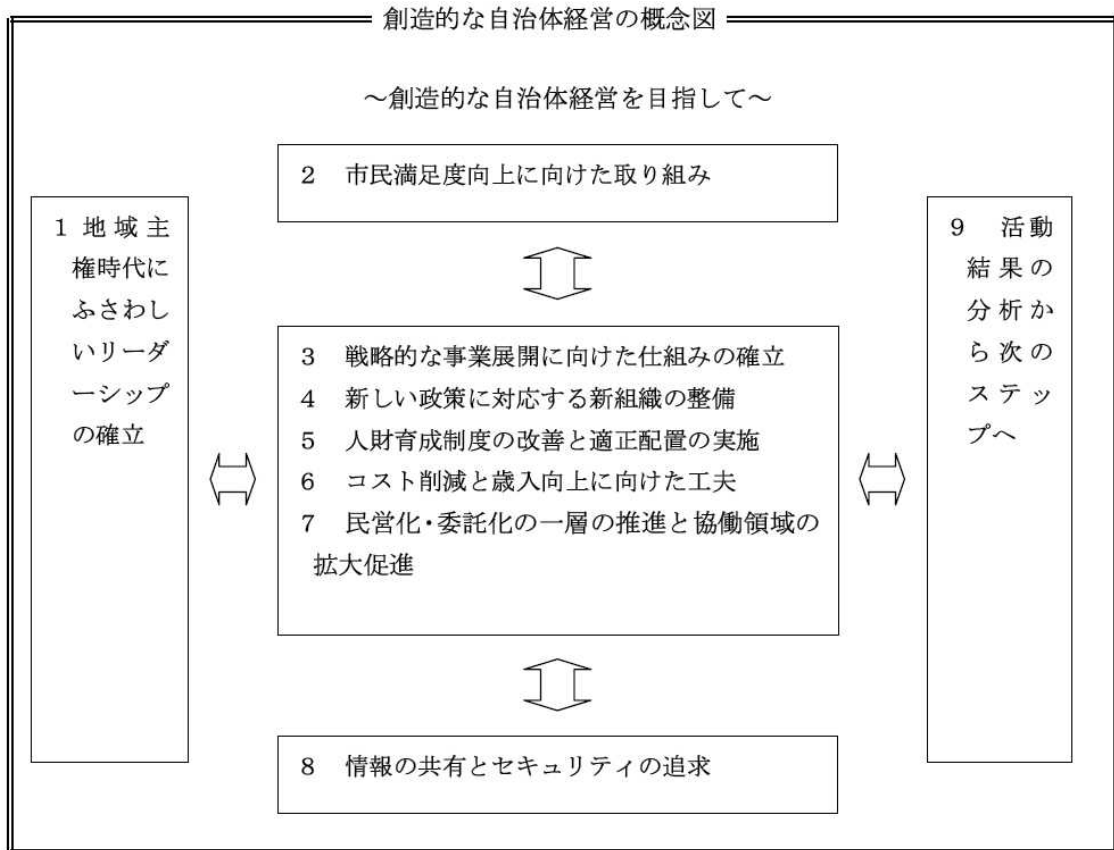 創造的な自治体経営の概念図
～創造的な自治体経営を目指して～
2　市民満足度向上に向けた取り組み
1 地域主
権時代に
ふさわし
いリーダ
ーシップ
の確立
3　戦略的な事業展開に向けた仕組みの確立
4　新しい政策に対応する新組織の整備
5　人財育成制度の改善と適正配置の実施
6　コスト削減と歳入向上に向けた工夫
7　民営化・委託化の一層の推進と協働領域の
拡大促進
8　情報の共有とセキュリティの追求
9　活動
結果の
分析か
ら次の
ステッ
プへ